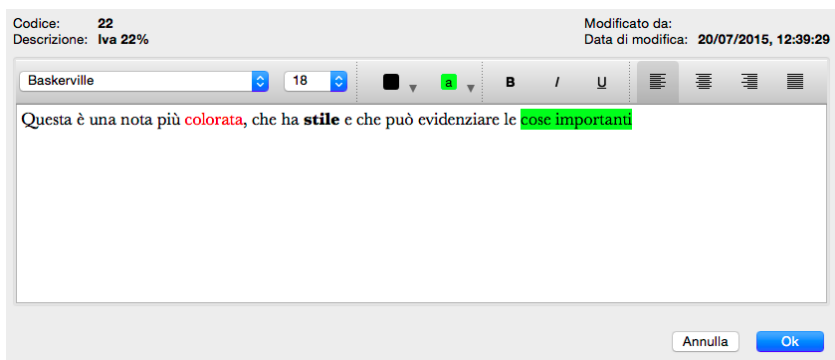 Codice: 22 Modificato da:
Descrizione: Iva 22% Data di modifica: 20/07/2015, 12:39:29
Baskerville 18 a B I U
Questa è una nota più colorata, che ha stile e che può evidenziare le cose importanti
Annulla Ok